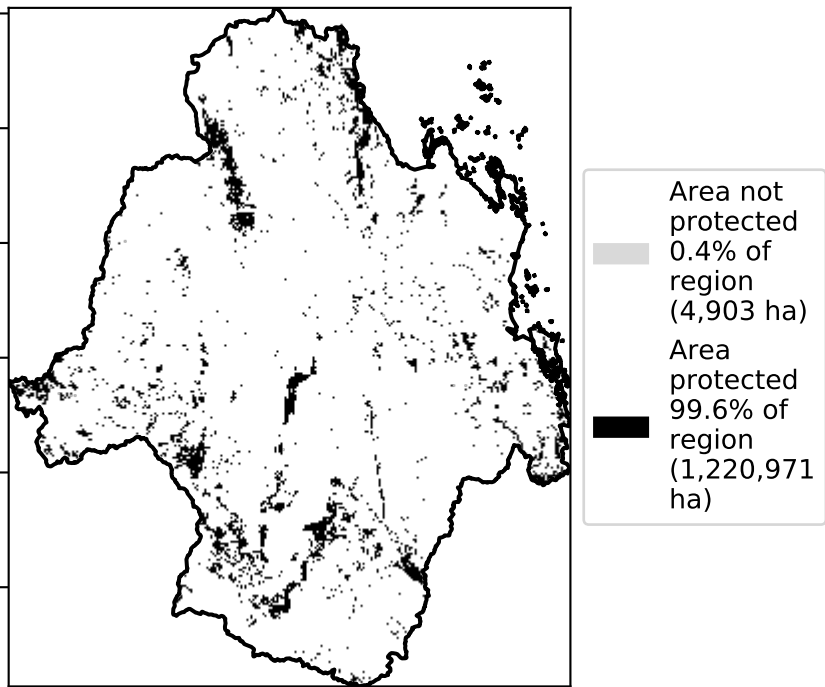 Area not
protected
0.4% of
region
(4,903 ha)
Area
protected
99.6% of
region
(1,220,971
ha)